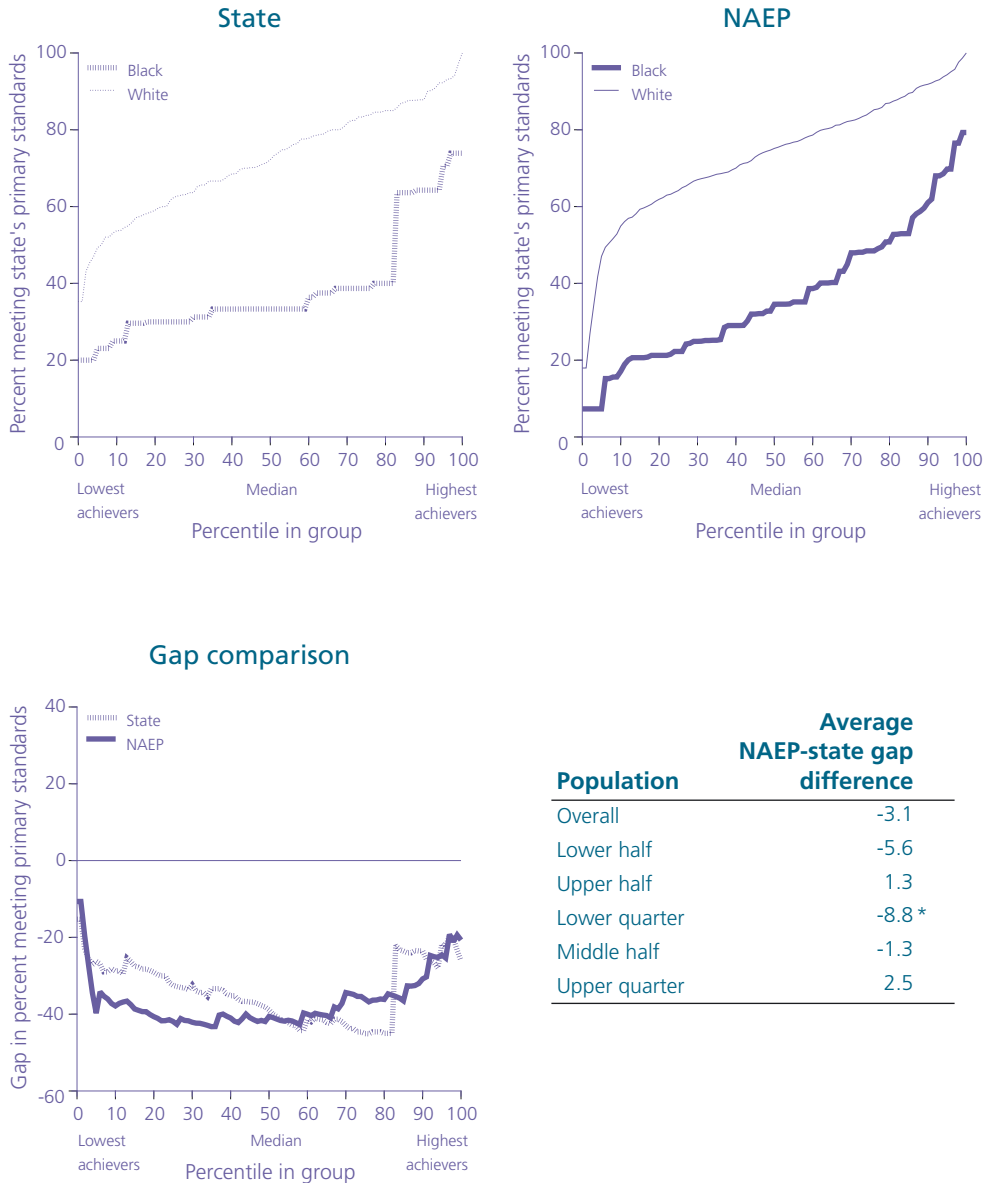 State
Percent meeting state's primary standards
100
80
60
40
20
0
Black
White
0 10 20 30 40 50 60 70 80 90 100
Lowest achievers
Median
Highest achievers
Percentile in group
NAEP
Percent meeting state's primary standards
100
80
60
40
20
0
Black
White
0 10 20 30 40 50 60 70 80 90 100
Lowest achievers
Median
Highest achievers
Percentile in group
Gap comparison
Gap in percent meeting primary standards
40
20
0
-20
-40
-60
State
NAEP
0 10 20 30 40 50 60 70 80 90 100
Lowest achievers
Median
Highest achievers
Percentile in group
Average
NAEP-state gap
Population difference
Overall -3.1
Lower half -5.6
Upper half 1.3
Lower quarter -8.8 *
Middle half -1.3
Upper quarter 2.5